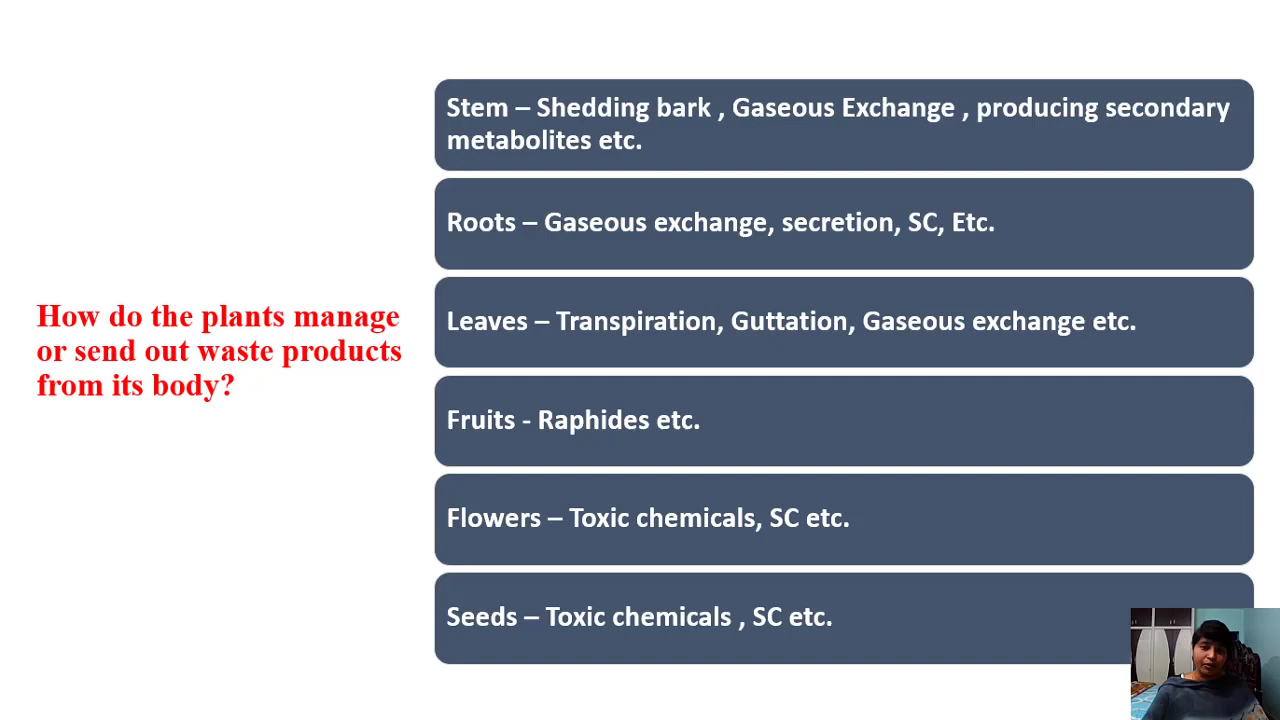 How do the plants manage
or send out waste products
from its body?
Stem – Shedding bark , Gaseous Exchange , producing secondary
metabolites etc.
Roots – Gaseous exchange, secretion, SC, Etc.
Leaves – Transpiration, Guttation, Gaseous exchange etc.
Fruits - Raphides etc.
Flowers – Toxic chemicals, SC etc.
Seeds – Toxic chemicals , SC etc.